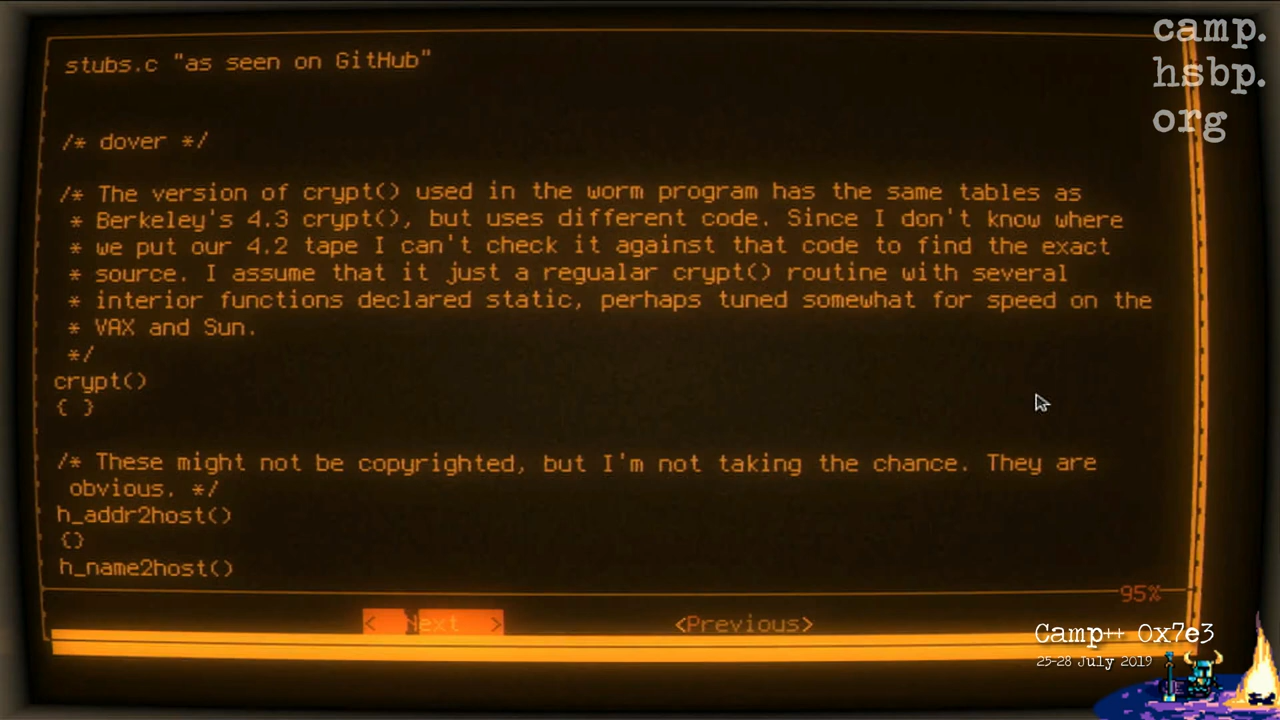 camp.
hsbp.
org
stubs.c "as seen on GitHub"
/* dover */
/* The version of crypt() used in the worm program has the same tables as
* Berkeley's 4.3 crypt(), but uses different code. Since I don't know where
* we put our 4.2 tape I can't check it against that code to find the exact
* source. I assume that it just a regualar crypt() routine with several
* interior functions declared static, perhaps tuned somewhat for speed on the
* VAX and Sun.
*/
crypt()
{ }
/* These might not be copyrighted, but I'm not taking the chance. They are
obvious. */
h_addr2host()
{}
h_name2host()
95%
< Next > <Previous>
Camp++ 0x7e3
25-28 July 2019